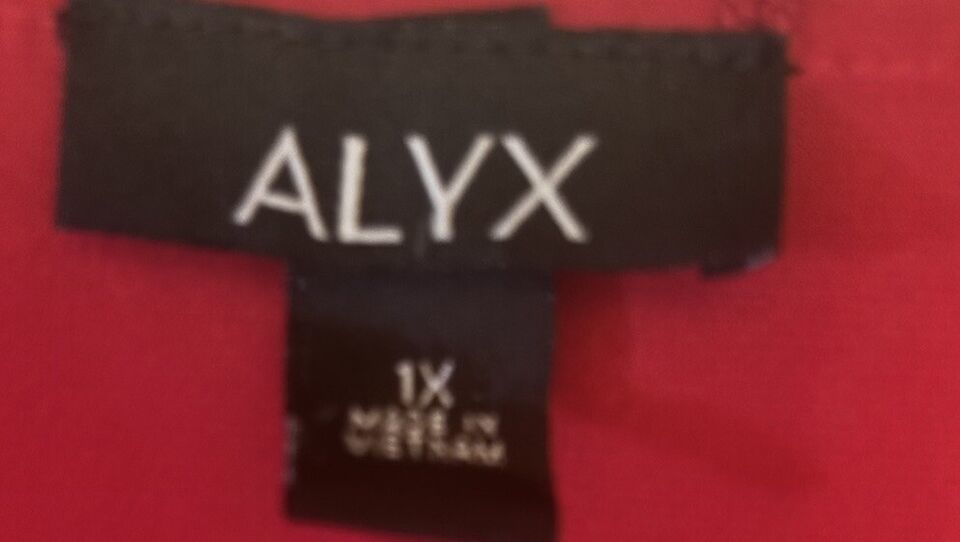 ALYX
1X
MADE IN
VIETNAM